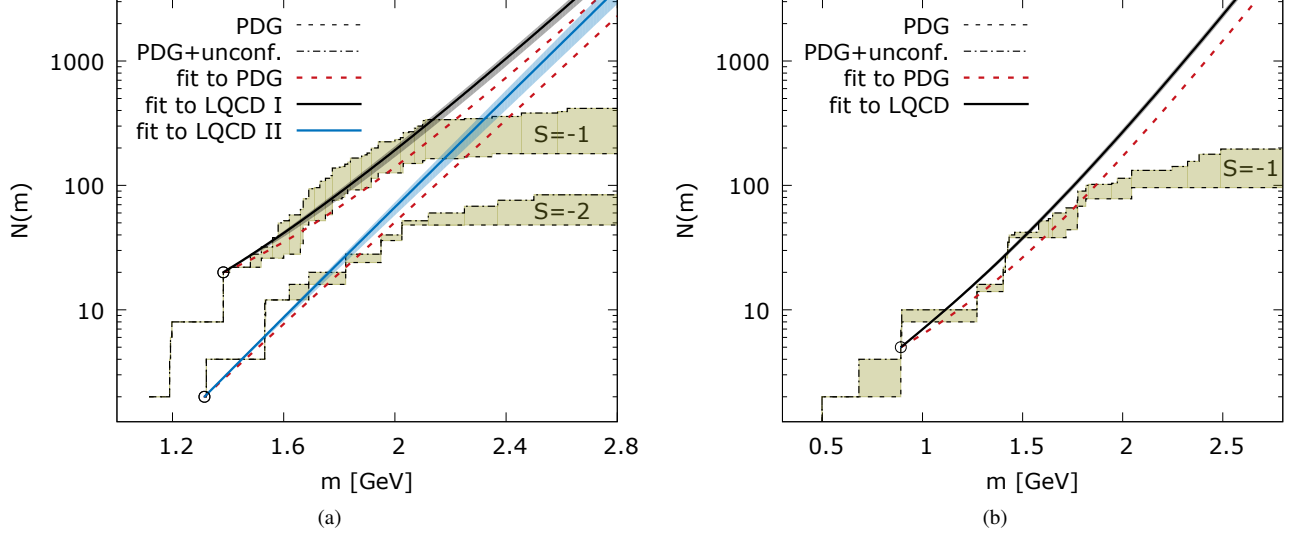 PDG
PDG+unconf.
fit to PDG
fit to LQCD I
fit to LQCD II
S=-1
S=-2
N(m)
1000
100
10
1.2 1.6 2 2.4 2.8
m [GeV]
(a)
PDG
PDG+unconf.
fit to PDG
fit to LQCD
S=-1
N(m)
1000
100
10
0.5 1 1.5 2 2.5
m [GeV]
(b)